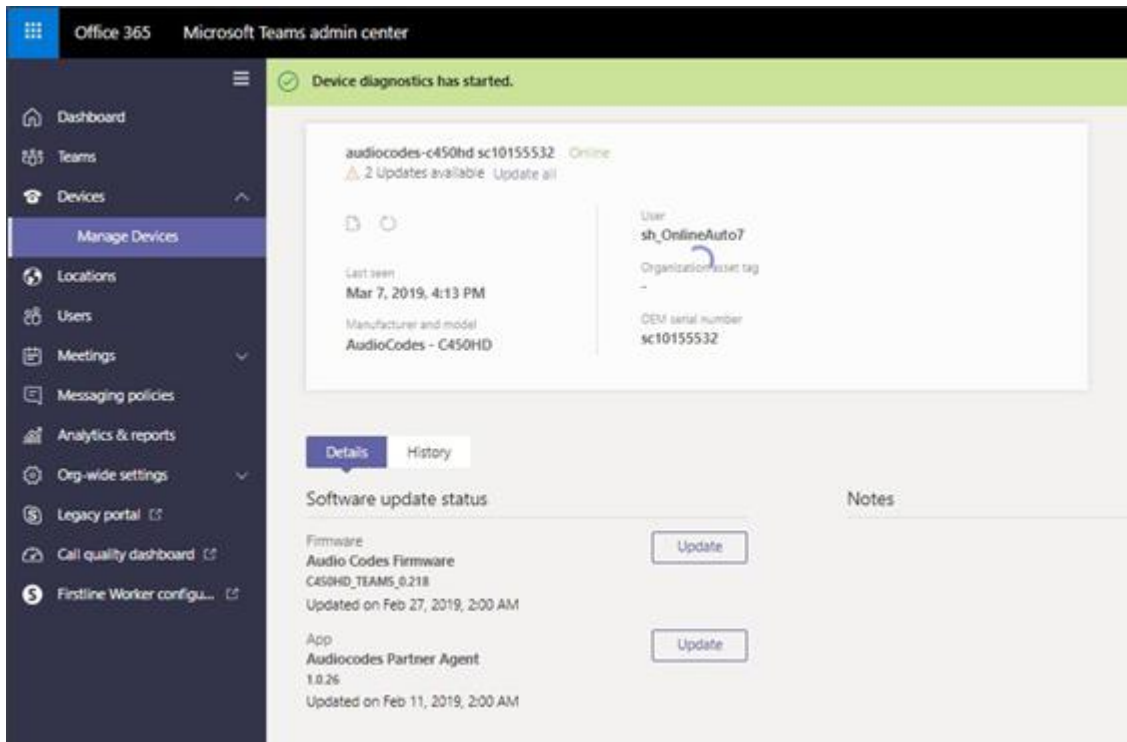 Office 365 Microsoft Teams admin center
Device diagnostics has started.
Dashboard
Teams
Devices
Manage Devices
Locations
Users
Meetings
Messaging policies
Analytics & reports
Org-wide settings
Legacy portal
Call quality dashboard
Firstline Worker configu...
audiocodes-c450hd sc10155532 Online
2 Updates available Update all
Last seen
Mar 7, 2019, 4:13 PM
Manufacturer and model
AudioCodes - C450HD
User
sh_OnlineAuto7
Organization asset tag
-
OEM serial number
sc10155532
Details History
Software update status
Firmware
Audio Codes Firmware
C450HD_TEAMS_0.218
Updated on Feb 27, 2019, 2:00 AM
Update
App
Audiocodes Partner Agent
1.0.26
Updated on Feb 11, 2019, 2:00 AM
Update
Notes